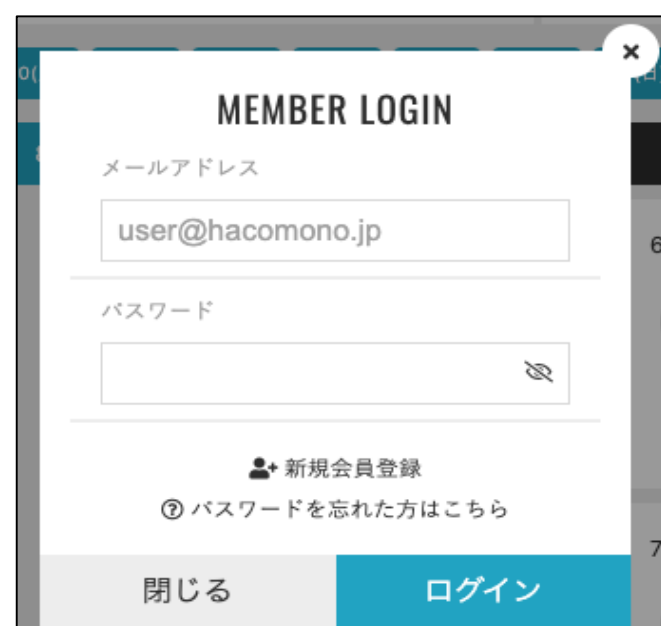 MEMBER LOGIN
メールアドレス
user@hacomono.jp
パスワード
新規会員登録
パスワードを忘れた方はこちら
閉じる
ログイン
6
7